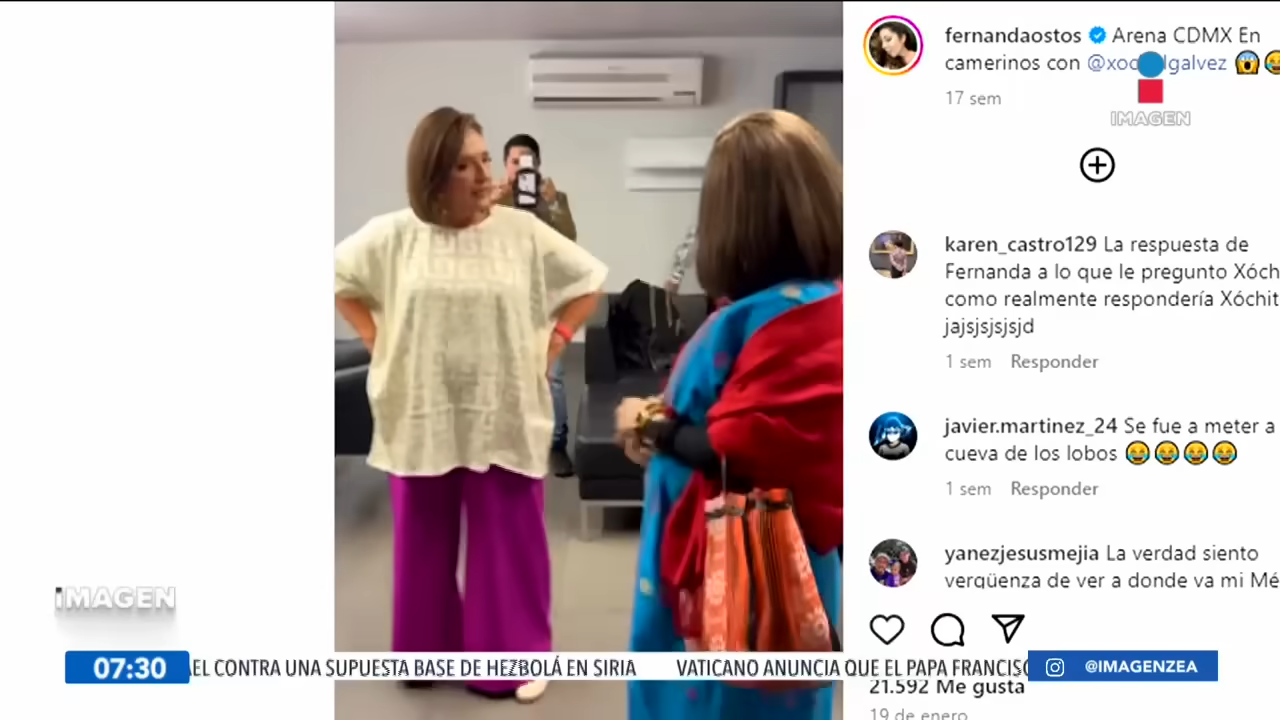 fernandaostos Arena CDMX En
camerinos con @xoc lgalvez
17 sem
IMAGEN
karen_castro129 La respuesta de
Fernanda a lo que le pregunto Xóch
como realmente respondería Xóchit
jajsjsjsjsjd
1 sem Responder
javier.martinez_24 Se fue a meter a
cueva de los lobos
1 sem Responder
yanezjesusmejia La verdad siento
vergüenza de ver a donde va mi Mé
IMAGEN
07:30
AEL CONTRA UNA SUPUESTA BASE DE HEZBOLÁ EN SIRIA VATICANO ANUNCIA QUE EL PAPA FRANCISC
@IMAGENZEA
21.592 Me gusta
19 de enero